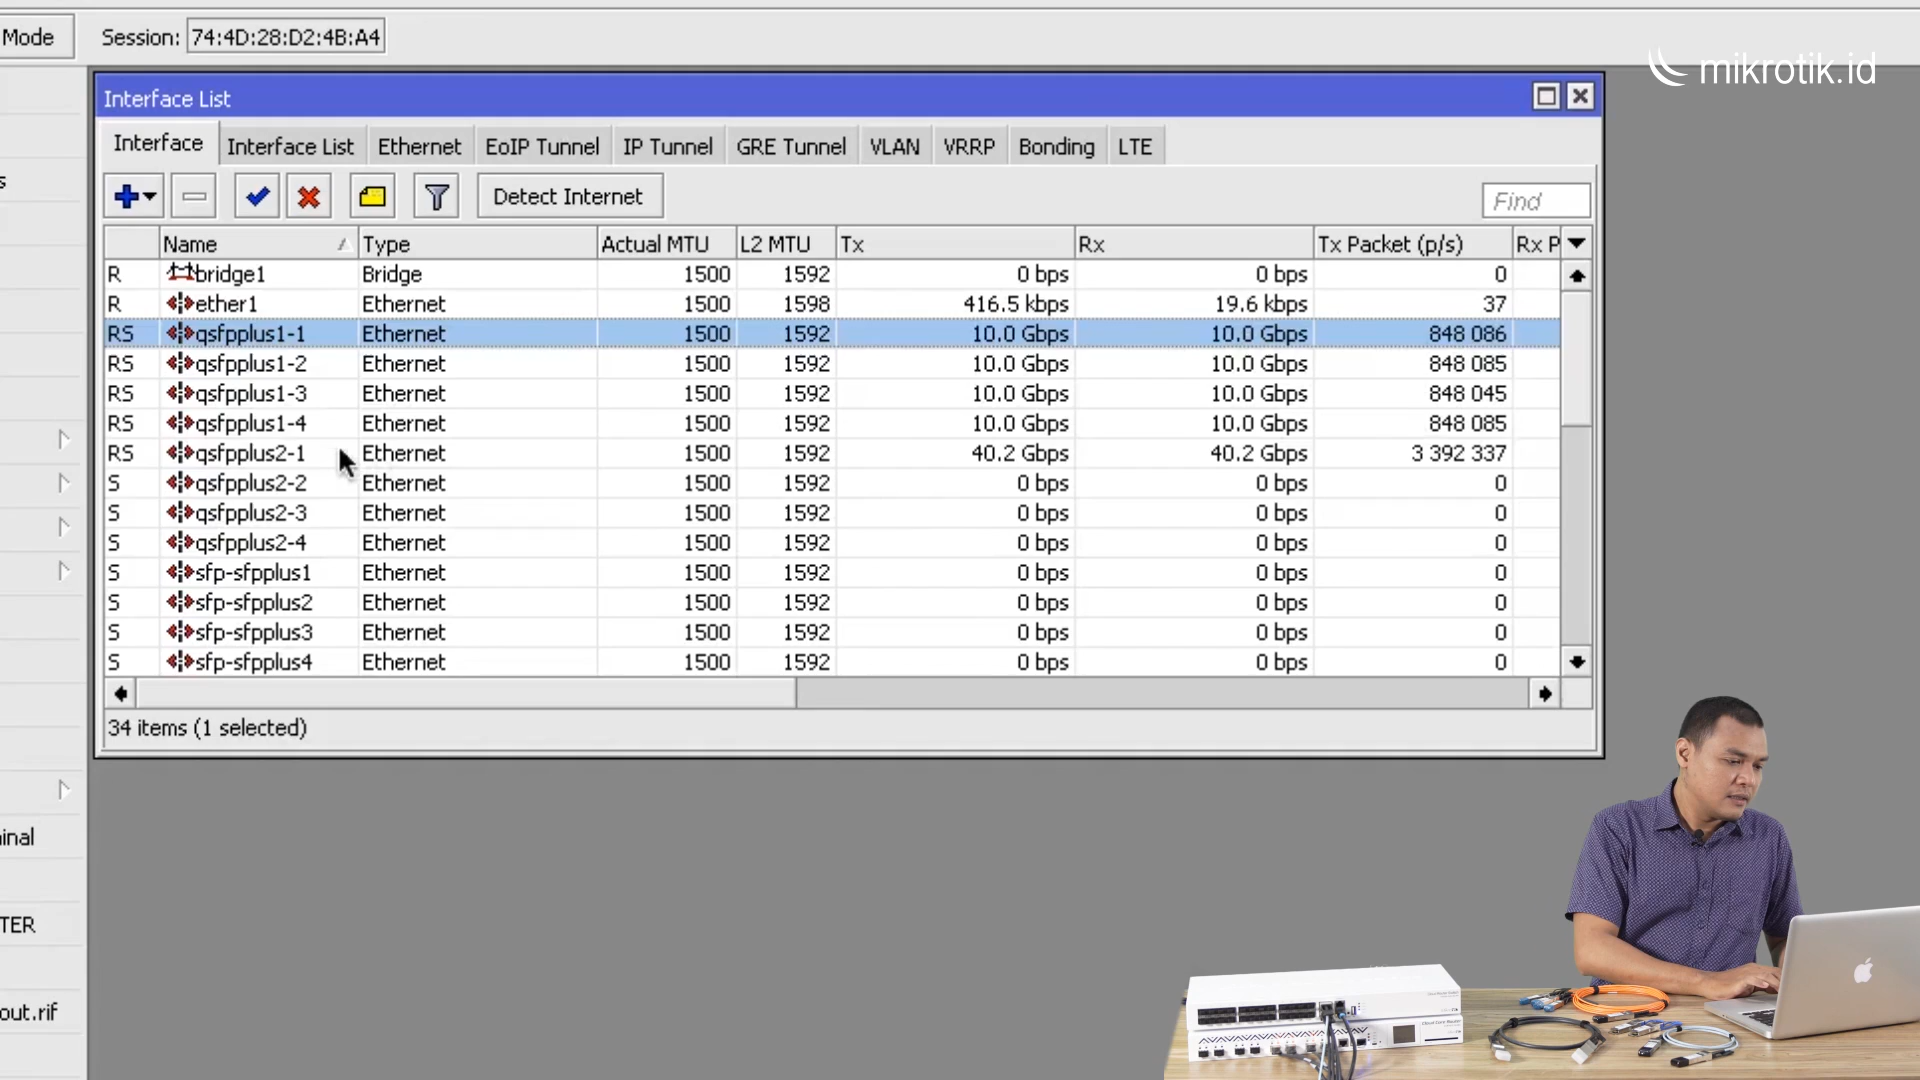 Mode
Session: 74:4D:28:D2:4B:A4
mikrotik.id
Interface List
Interface Interface List Ethernet EoIP Tunnel IP Tunnel GRE Tunnel VLAN VRRP Bonding LTE
Detect Internet
Find
Name Type Actual MTU L2 MTU Tx Rx Tx Packet (p/s) Rx P
R bridge1 Bridge 1500 1592 0 bps 0 bps 0
R ether1 Ethernet 1500 1598 416.5 kbps 19.6 kbps 37
RS qsfpplus1-1 Ethernet 1500 1592 10.0 Gbps 10.0 Gbps 848 086
RS qsfpplus1-2 Ethernet 1500 1592 10.0 Gbps 10.0 Gbps 848 085
RS qsfpplus1-3 Ethernet 1500 1592 10.0 Gbps 10.0 Gbps 848 045
RS qsfpplus1-4 Ethernet 1500 1592 10.0 Gbps 10.0 Gbps 848 085
RS qsfpplus2-1 Ethernet 1500 1592 40.2 Gbps 40.2 Gbps 3 392 337
S qsfpplus2-2 Ethernet 1500 1592 0 bps 0 bps 0
S qsfpplus2-3 Ethernet 1500 1592 0 bps 0 bps 0
S qsfpplus2-4 Ethernet 1500 1592 0 bps 0 bps 0
S sfp-sfpplus1 Ethernet 1500 1592 0 bps 0 bps 0
S sfp-sfpplus2 Ethernet 1500 1592 0 bps 0 bps 0
S sfp-sfpplus3 Ethernet 1500 1592 0 bps 0 bps 0
S sfp-sfpplus4 Ethernet 1500 1592 0 bps 0 bps 0
34 items (1 selected)
s
inal
TER
out.rif